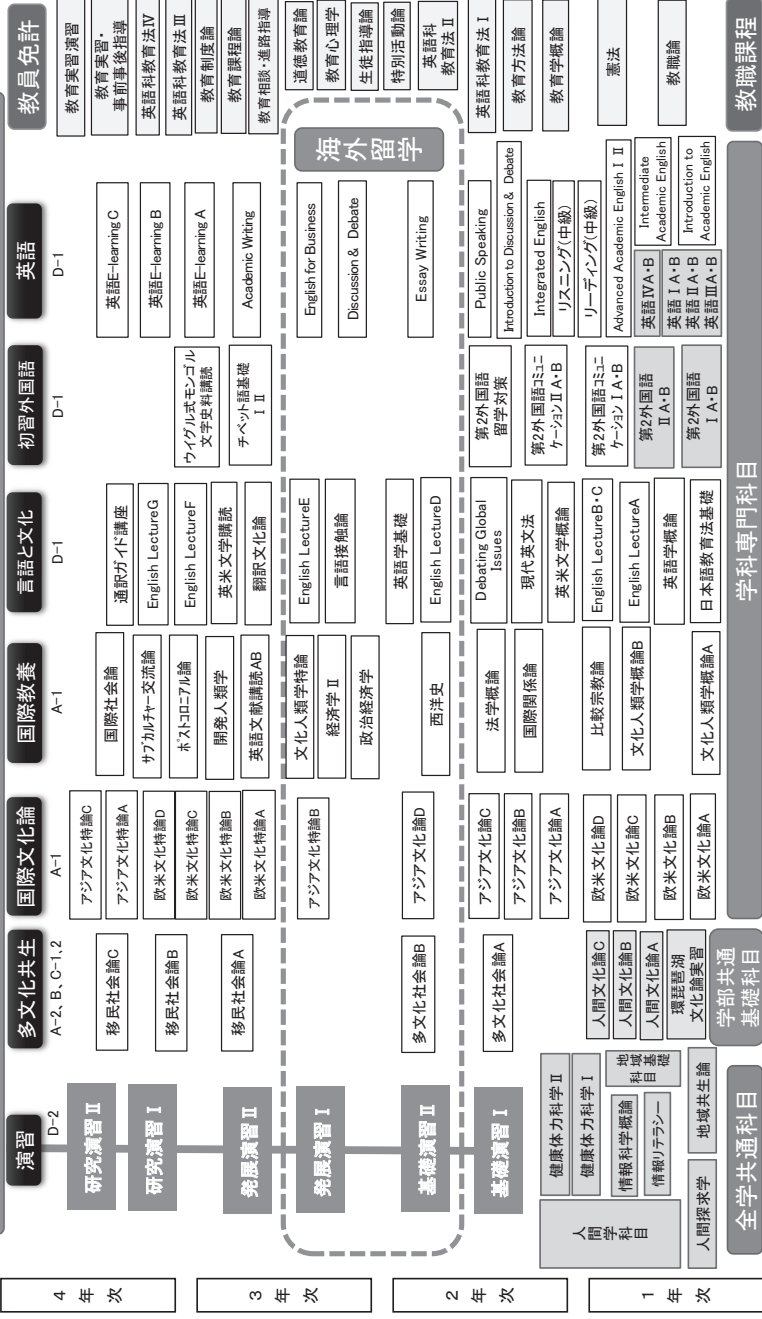 演習
D-2
研究演習Ⅱ
研究演習Ⅰ
発展演習Ⅱ
発展演習Ⅰ
基礎演習Ⅱ
基礎演習Ⅰ
健康体力科学Ⅱ
健康体力科学Ⅰ
人間学
科目
情報科学概論
情報リテラシー
地域基礎
科目
人間探求学
地域共生論
全学共通科目
多文化共生
A-2、B、C-1,2
移民社会論C
移民社会論B
移民社会論A
多文化社会論B
多文化社会論A
人間文化論C
人間文化論B
人間文化論A
環琵琶湖
文化論実習
学部共通
基礎科目
国際文化論
A-1
アジア文化特論C
アジア文化特論A
欧米文化特論D
欧米文化特論C
欧米文化特論B
欧米文化特論A
アジア文化特論B
アジア文化論D
アジア文化論C
アジア文化論B
アジア文化論A
欧米文化論D
欧米文化論C
欧米文化論B
欧米文化論A
国際教養
A-1
国際社会論
サブカルチャー交流論
ポストコロニアル論
開発人類学
英語文献講読AB
文化人類学特論
経済学Ⅱ
政治経済学
西洋史
法学概論
国際関係論
比較宗教論
文化人類学概論B
文化人類学概論A
言語と文化
D-1
通訳ガイド講座
English LectureG
English LectureF
英米文学購読
翻訳文化論
English LectureE
言語接触論
英語学基礎
English LectureD
Debating Global
Issues
現代英文法
英米文学概論
English LectureB・C
English LectureA
英語学概論
日本語教育法基礎
初習外国語
D-1
ウイグル式モンゴル
文字史料講読
チベット語基礎
Ⅰ Ⅱ
第2外国語
留学対策
第2外国語コミュニ
ケーションⅡ A・B
第2外国語コミュニ
ケーションⅠ A・B
第2外国語
Ⅱ A・B
第2外国語
Ⅰ A・B
英語
D-1
英語E-learning C
英語E-learning B
英語E-learning A
Academic Writing
English for Business
Discussion & Debate
Essay Writing
Public Speaking
Introduction to Discussion & Debate
Integrated English
リスニング(中級)
リーディング(中級)
Advanced Academic English Ⅰ Ⅱ
英語ⅣA・B
Intermediate
Academic English
英語ⅠA・B
英語ⅡA・B
英語ⅢA・B
Introduction to
Academic English
学科専門科目
海外留学
教員免許
教育実習演習
教育実習・
事前事後指導
英語科教育法Ⅳ
英語科教育法Ⅲ
教育制度論
教育課程論
教育相談・進路指導
道徳教育論
教育心理学
生徒指導論
特別活動論
英語科
教育法Ⅱ
英語科教育法Ⅰ
教育方法論
教育学概論
憲法
教職論
教職課程
4年次
3年次
2年次
1年次